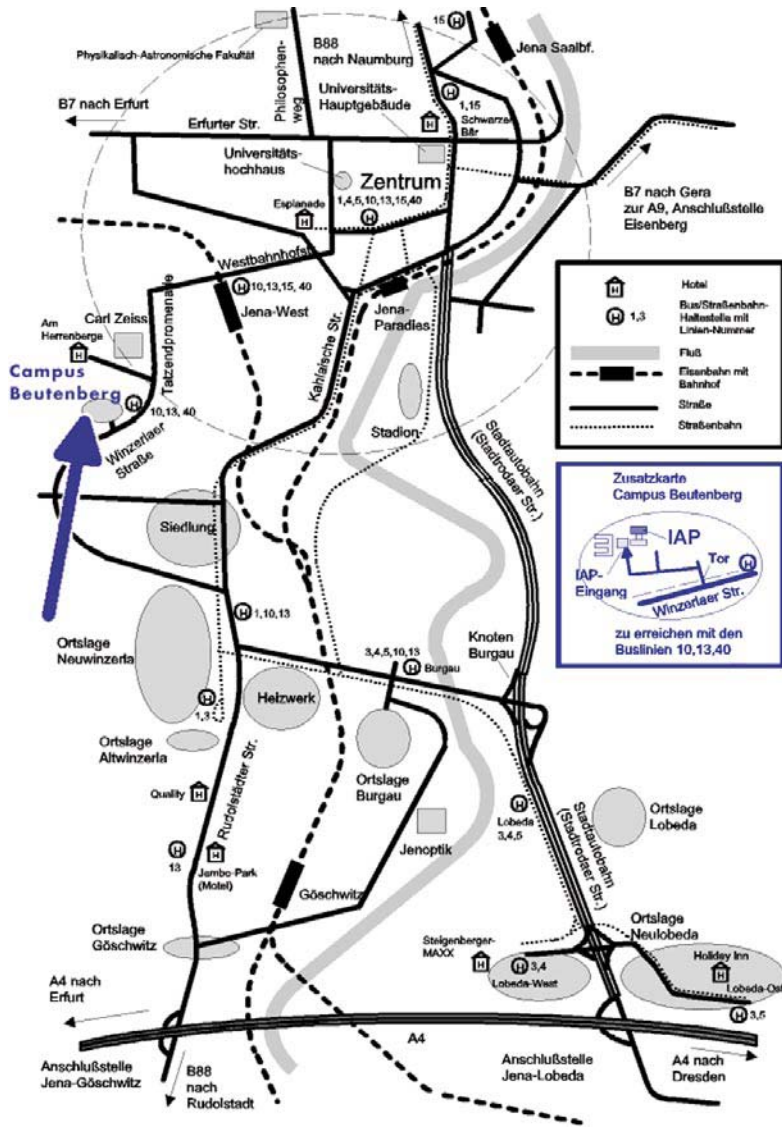 15 H
Jena Saalbf.
Physikalisch-Astronomische Fakultät
B88
nach Naumburg
Philosophen-
weg
Universitäts-
Hauptgebäude
H
1,15
Schwarzer
Bär
H
B7 nach Erfurt
Erfurter Str.
Universitäts-
hochhaus
Zentrum
1,4,5,10,13,15,40
H
Esplanade
H
B7 nach Gera
zur A9, Anschlußstelle
Eisenberg
Westbahnhofstr.
H 10,13,15, 40
Jena-West
Jena-
Paradies
Carl Zeiss
Tatzendpromenade
Kahlaische Str.
Am
Herrenberge
H
Campus
Beutenberg
H
10,13, 40
Winzerlaer
Straße
Stadion
Stadtautobahn
(Stadtrodaer Str.)
H Hotel
H 1,3 Bus/Straßenbahn-
Haltestelle mit
Linien-Nummer
Fluß
Eisenbahn mit
Bahnhof
Straße
Straßenbahn
Zusatzkarte
Campus Beutenberg
IAP
Tor
H
IAP-
Eingang
Winzerlaer Str.
zu erreichen mit den
Buslinien 10,13,40
Siedlung
H 1,10,13
Ortslage
Neuwinzerla
3,4,5,10,13
H Burgau
Knoten
Burgau
H
1,3
Heizwerk
Ortslage
Altwinzerla
Ortslage
Burgau
Rudolstädter Str.
Quality H
H
Lobeda
3,4,5
Ortslage
Lobeda
Stadtautobahn
(Stadtrodaer Str.)
Jenoptik
H
13
H
Jembo-Park
(Motel)
Göschwitz
Ortslage
Göschwitz
Ortslage
Neulobeda
Steigenberger-
MAXX
H
H 3,4
Lobeda-West
Holiday Inn
H
Lobeda-Ost
H 3,5
A4 nach
Erfurt
A4
Anschlußstelle
Jena-Göschwitz
B88
nach
Rudolstadt
Anschlußstelle
Jena-Lobeda
A4 nach
Dresden